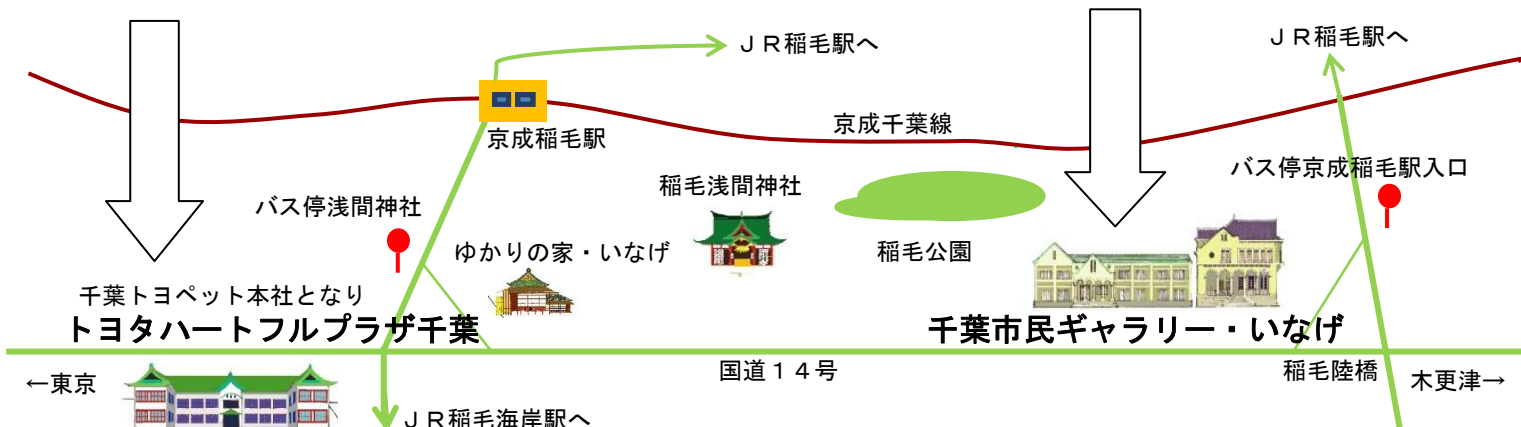 ＪＲ稲毛駅へ
ＪＲ稲毛駅へ
京成千葉線
京成稲毛駅
バス停京成稲毛駅入口
稲毛浅間神社
バス停浅間神社
ゆかりの家・いなげ
稲毛公園
千葉トヨペット本社となり
トヨタハートフルプラザ千葉
千葉市民ギャラリー・いなげ
国道１４号
稲毛陸橋
←東京
木更津→
ＪＲ稲毛海岸駅へ